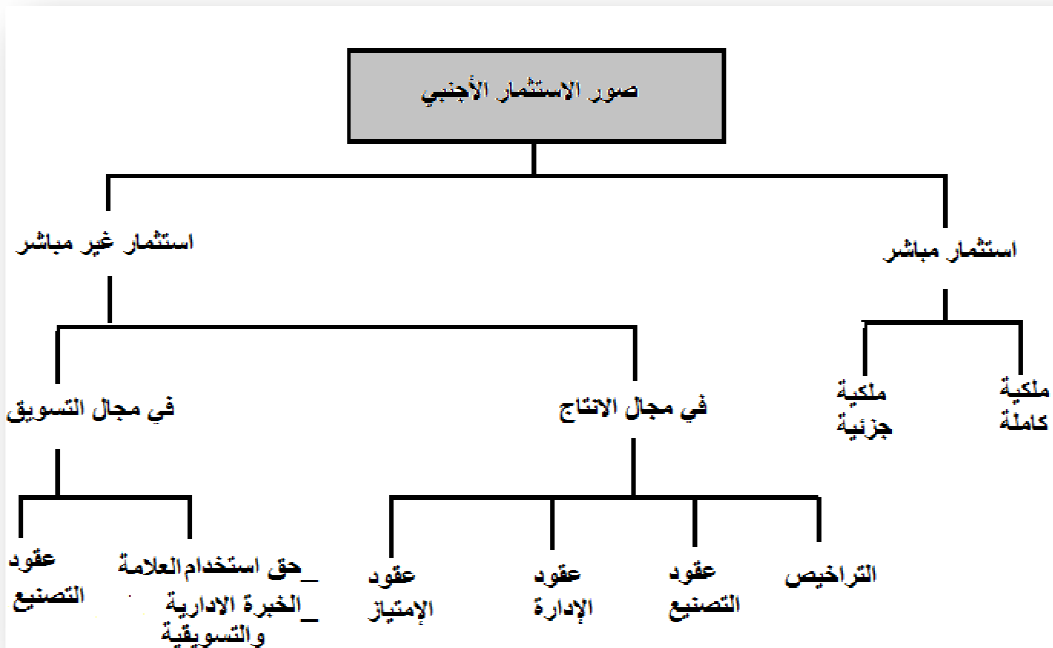 صور الاستثمار الأجنبي
استثمار مباشر
استثمار غير مباشر
ملكية
كاملة
ملكية
جزئية
في مجال الانتاج
في مجال التسويق
التراخيص
عقود
التصنيع
عقود
الإدارة
عقود
الإمتياز
_حق استخدام العلامة
_الخبرة الادارية
والتسويقية
عقود
التصنيع